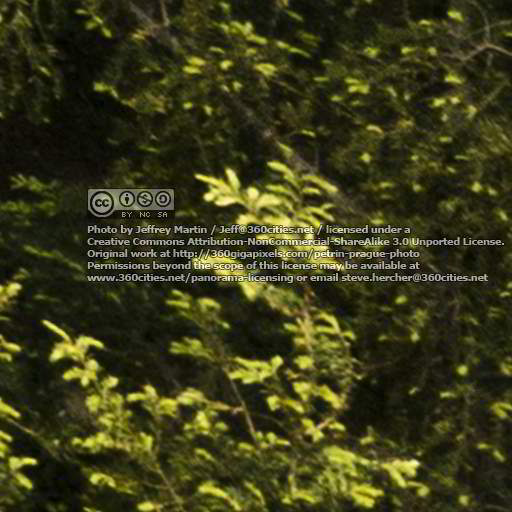 cc
BY NC SA
Photo by Jeffrey Martin / Jeff@360cities.net / licensed under a
Creative Commons Attribution-NonCommercial-ShareAlike 3.0 Unported License.
Original work at http://360gigapixels.com/petrin-prague-photo
Permissions beyond the scope of this license may be available at
www.360cities.net/panorama-licensing or email steve.hercher@360cities.net